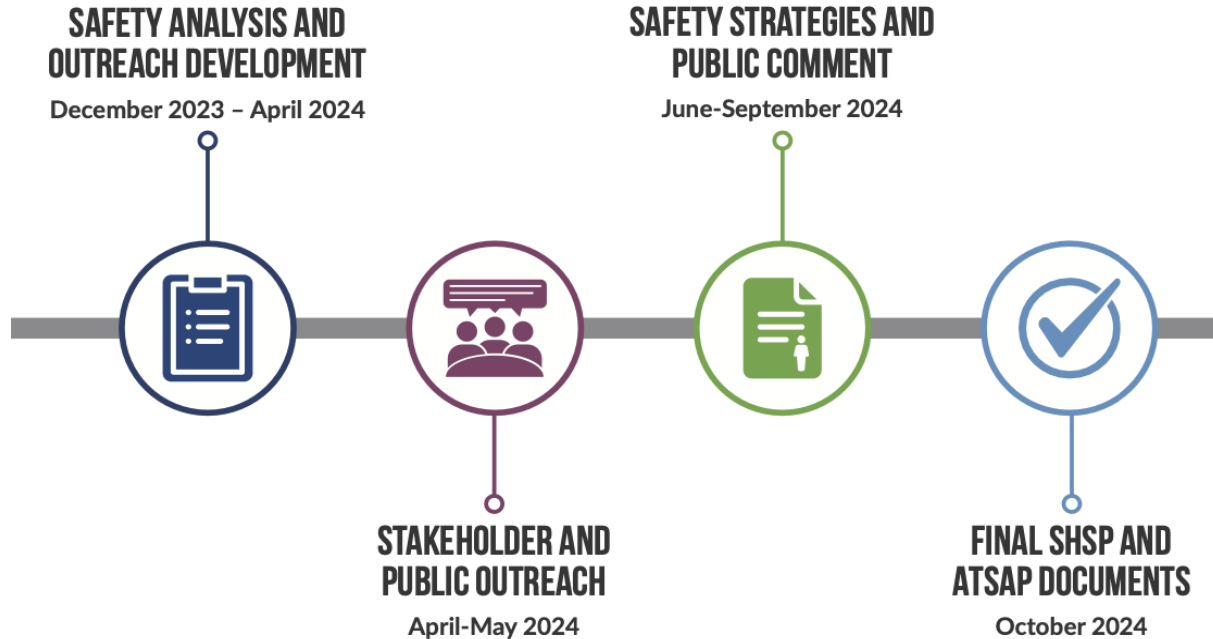 SAFETY ANALYSIS AND
OUTREACH DEVELOPMENT
December 2023 – April 2024
STAKEHOLDER AND
PUBLIC OUTREACH
April-May 2024
SAFETY STRATEGIES AND
PUBLIC COMMENT
June-September 2024
FINAL SHSP AND
ATSAP DOCUMENTS
October 2024